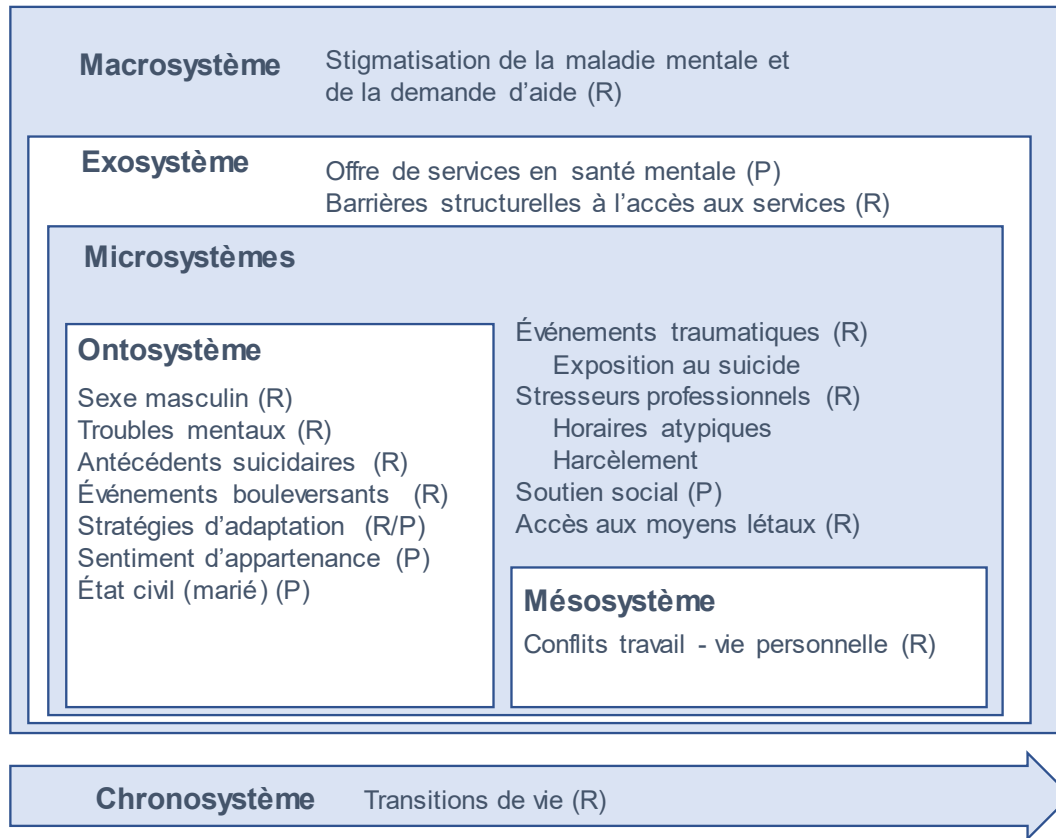 Macrosystème
Stigmatisation de la maladie mentale et
de la demande d'aide (R)
Exosystème
Offre de services en santé mentale (P)
Barrières structurelles à l'accès aux services (R)
Microsystèmes
Ontosystème
Sexe masculin (R)
Troubles mentaux (R)
Antécédents suicidaires (R)
Événements bouleversants (R)
Stratégies d'adaptation (R/P)
Sentiment d'appartenance (P)
État civil (marié) (P)
Événements traumatiques (R)
Exposition au suicide
Stresseurs professionnels (R)
Horaires atypiques
Harcèlement
Soutien social (P)
Accès aux moyens létaux (R)
Mésosystème
Conflits travail - vie personnelle (R)
Chronosystème
Transitions de vie (R)